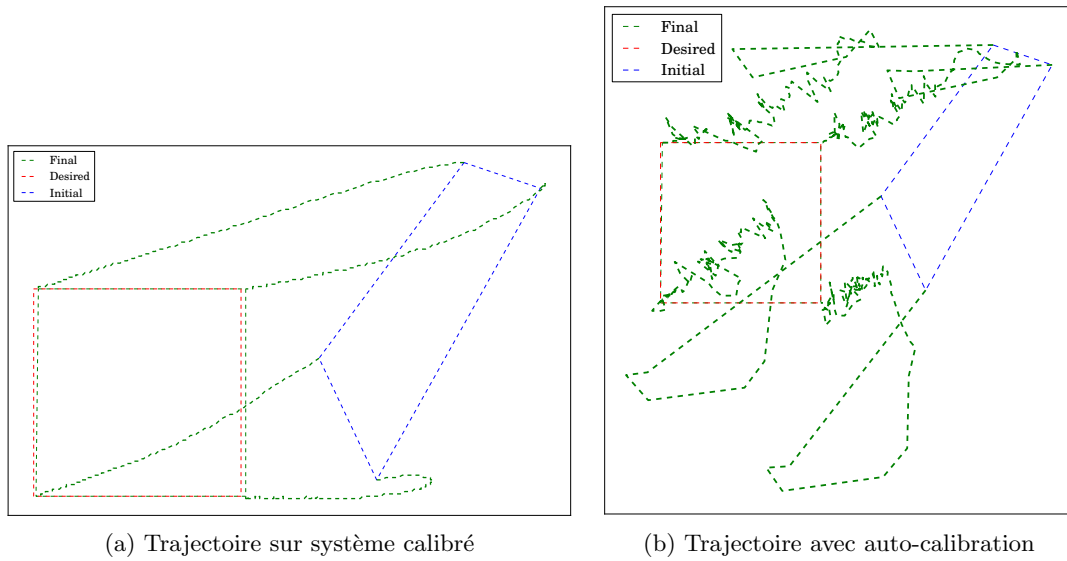 Final
Desired
Initial
(a) Trajectoire sur système calibré
Final
Desired
Initial
(b) Trajectoire avec auto-calibration